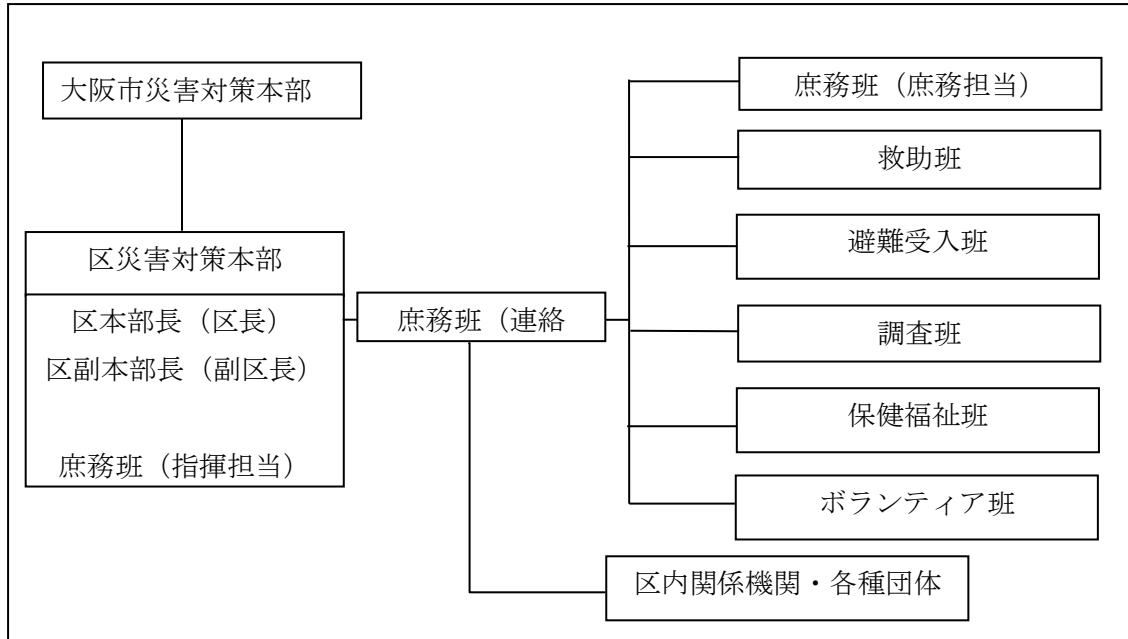 大阪市災害対策本部
区災害対策本部
区本部長（区長）
区副本部長（副区長）
庶務班（指揮担当）
庶務班（連絡
庶務班（庶務担当）
救助班
避難受入班
調査班
保健福祉班
ボランティア班
区内関係機関・各種団体